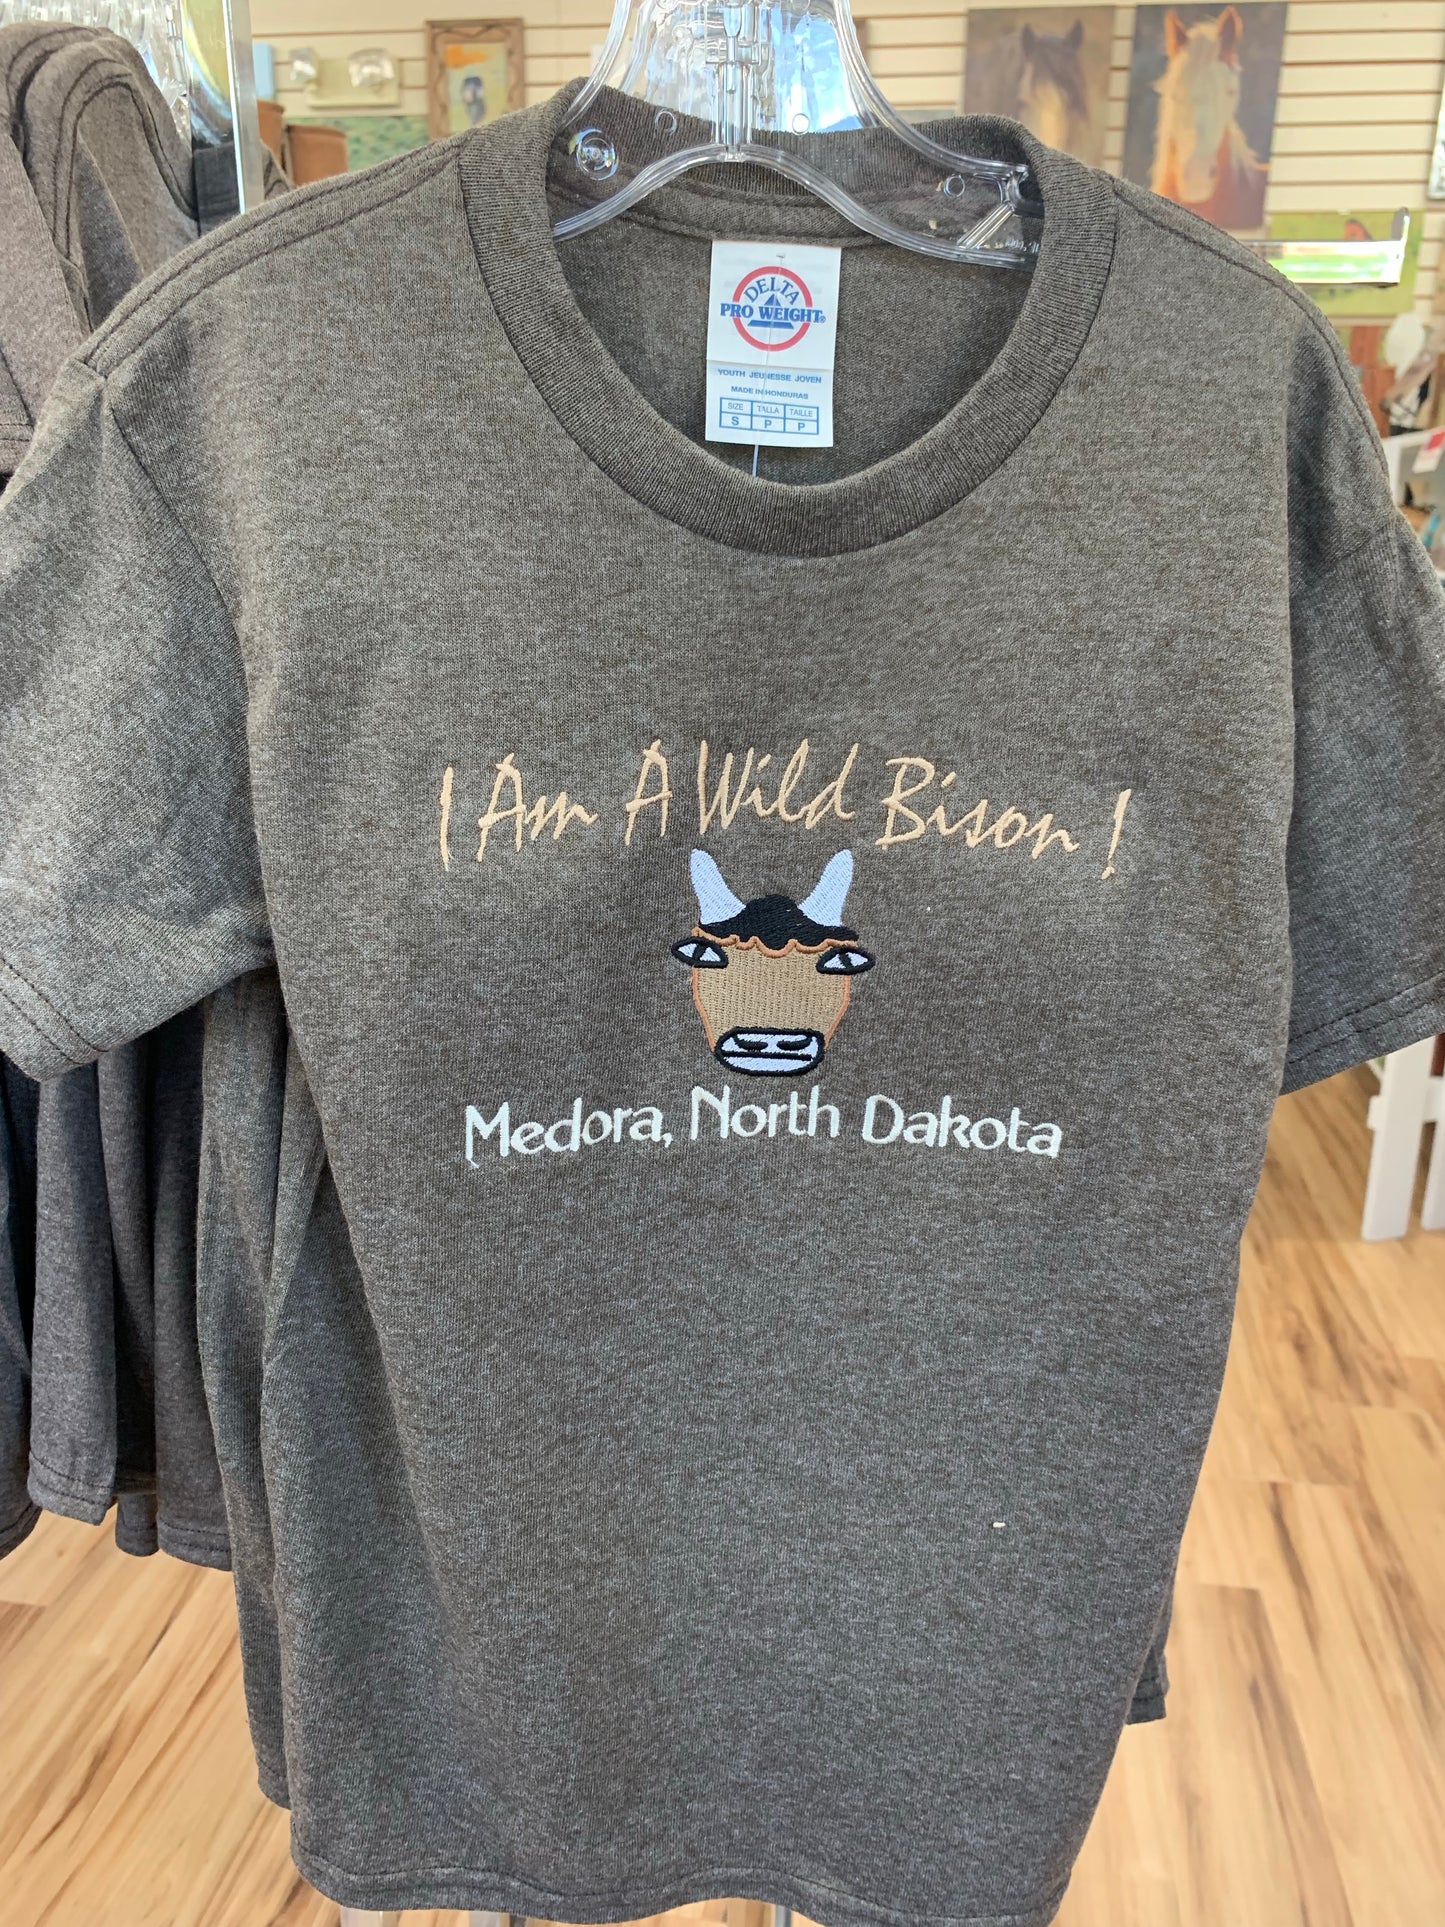 DELTA
PRO WEIGHT®
YOUTH JEUNESSE JOVEN
MADE IN HONDURAS
SIZE TALLA TAILLE
S P P
I Am A Wild Bison!
Medora, North Dakota